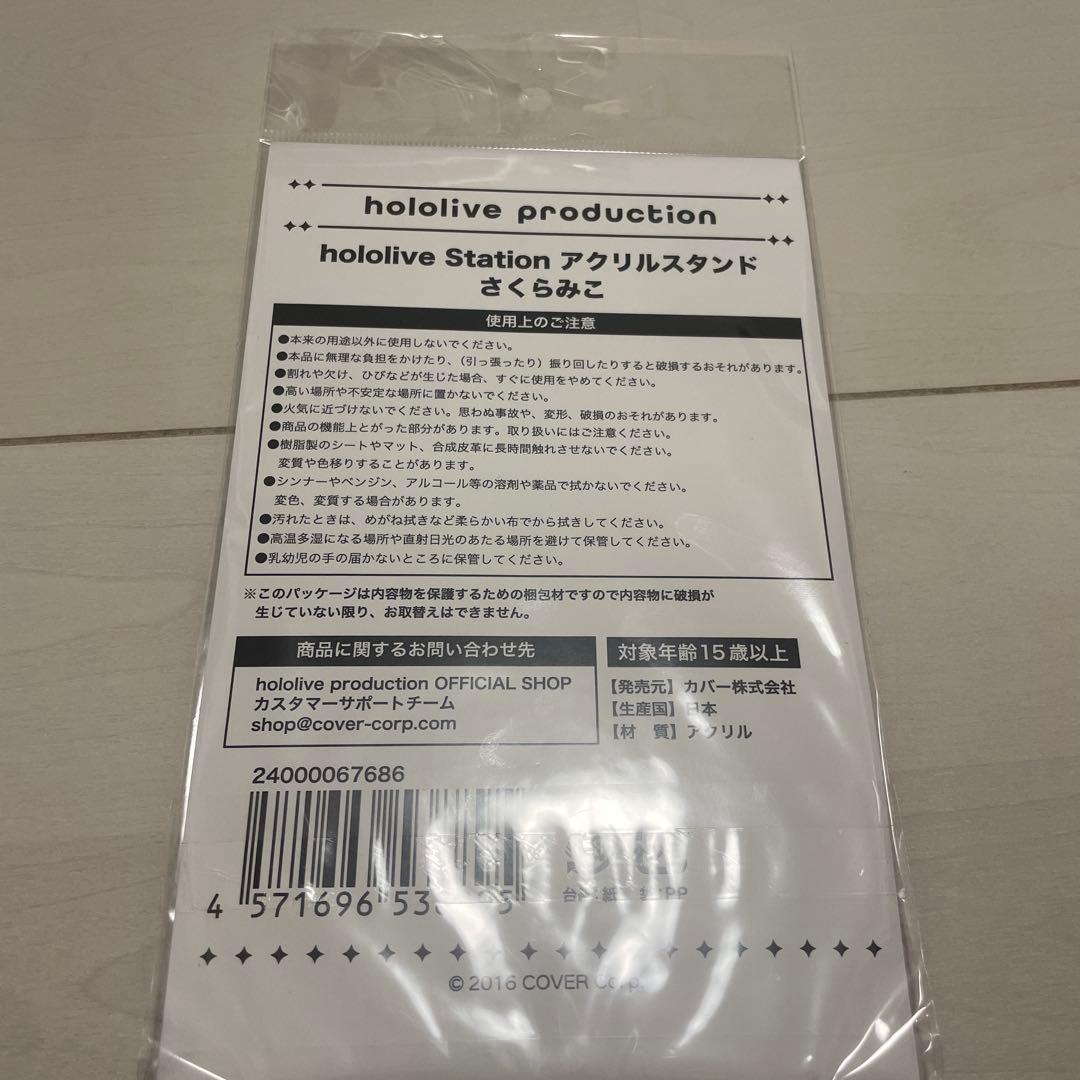 hololive production
hololive Station アクリルスタンド
さくらみこ
使用上のご注意
●本来の用途以外に使用しないでください。
●本品に無理な負担をかけたり、(引っ張ったり)振り回したりすると破損するおそれがあります。
●割れや欠け、ひびなどが生じた場合、すぐに使用をやめてください。
●高い場所や不安定な場所に置かないでください。
●火気に近づけないでください。思わぬ事故や、変形、破損のおそれがあります。
●商品の機能上とがった部分があります。取り扱いにはご注意ください。
●樹脂製のシートやマット、合成皮革に長時間触れさせないでください。
変質や色移りすることがあります。
●シンナーやベンジン、アルコール等の溶剤や薬品で拭かないでください。
変色、変質する場合があります。
●汚れたときは、めがね拭きなど柔らかい布でから拭きしてください。
●高温多湿になる場所や直射日光のあたる場所を避けて保管してください。
●乳幼児の手の届かないところに保管してください。
※このパッケージは内容物を保護するための梱包材ですので内容物に破損が
生じていない限り、お取替えはできません。
商品に関するお問い合わせ先
hololive production OFFICIAL SHOP
カスタマーサポートチーム
shop@cover-corp.com
対象年齢15歳以上
【発売元】カバー株式会社
【生産国】日本
【材 質】アクリル
24000067686
4 571696
PP
© 2016 COVER Corp.